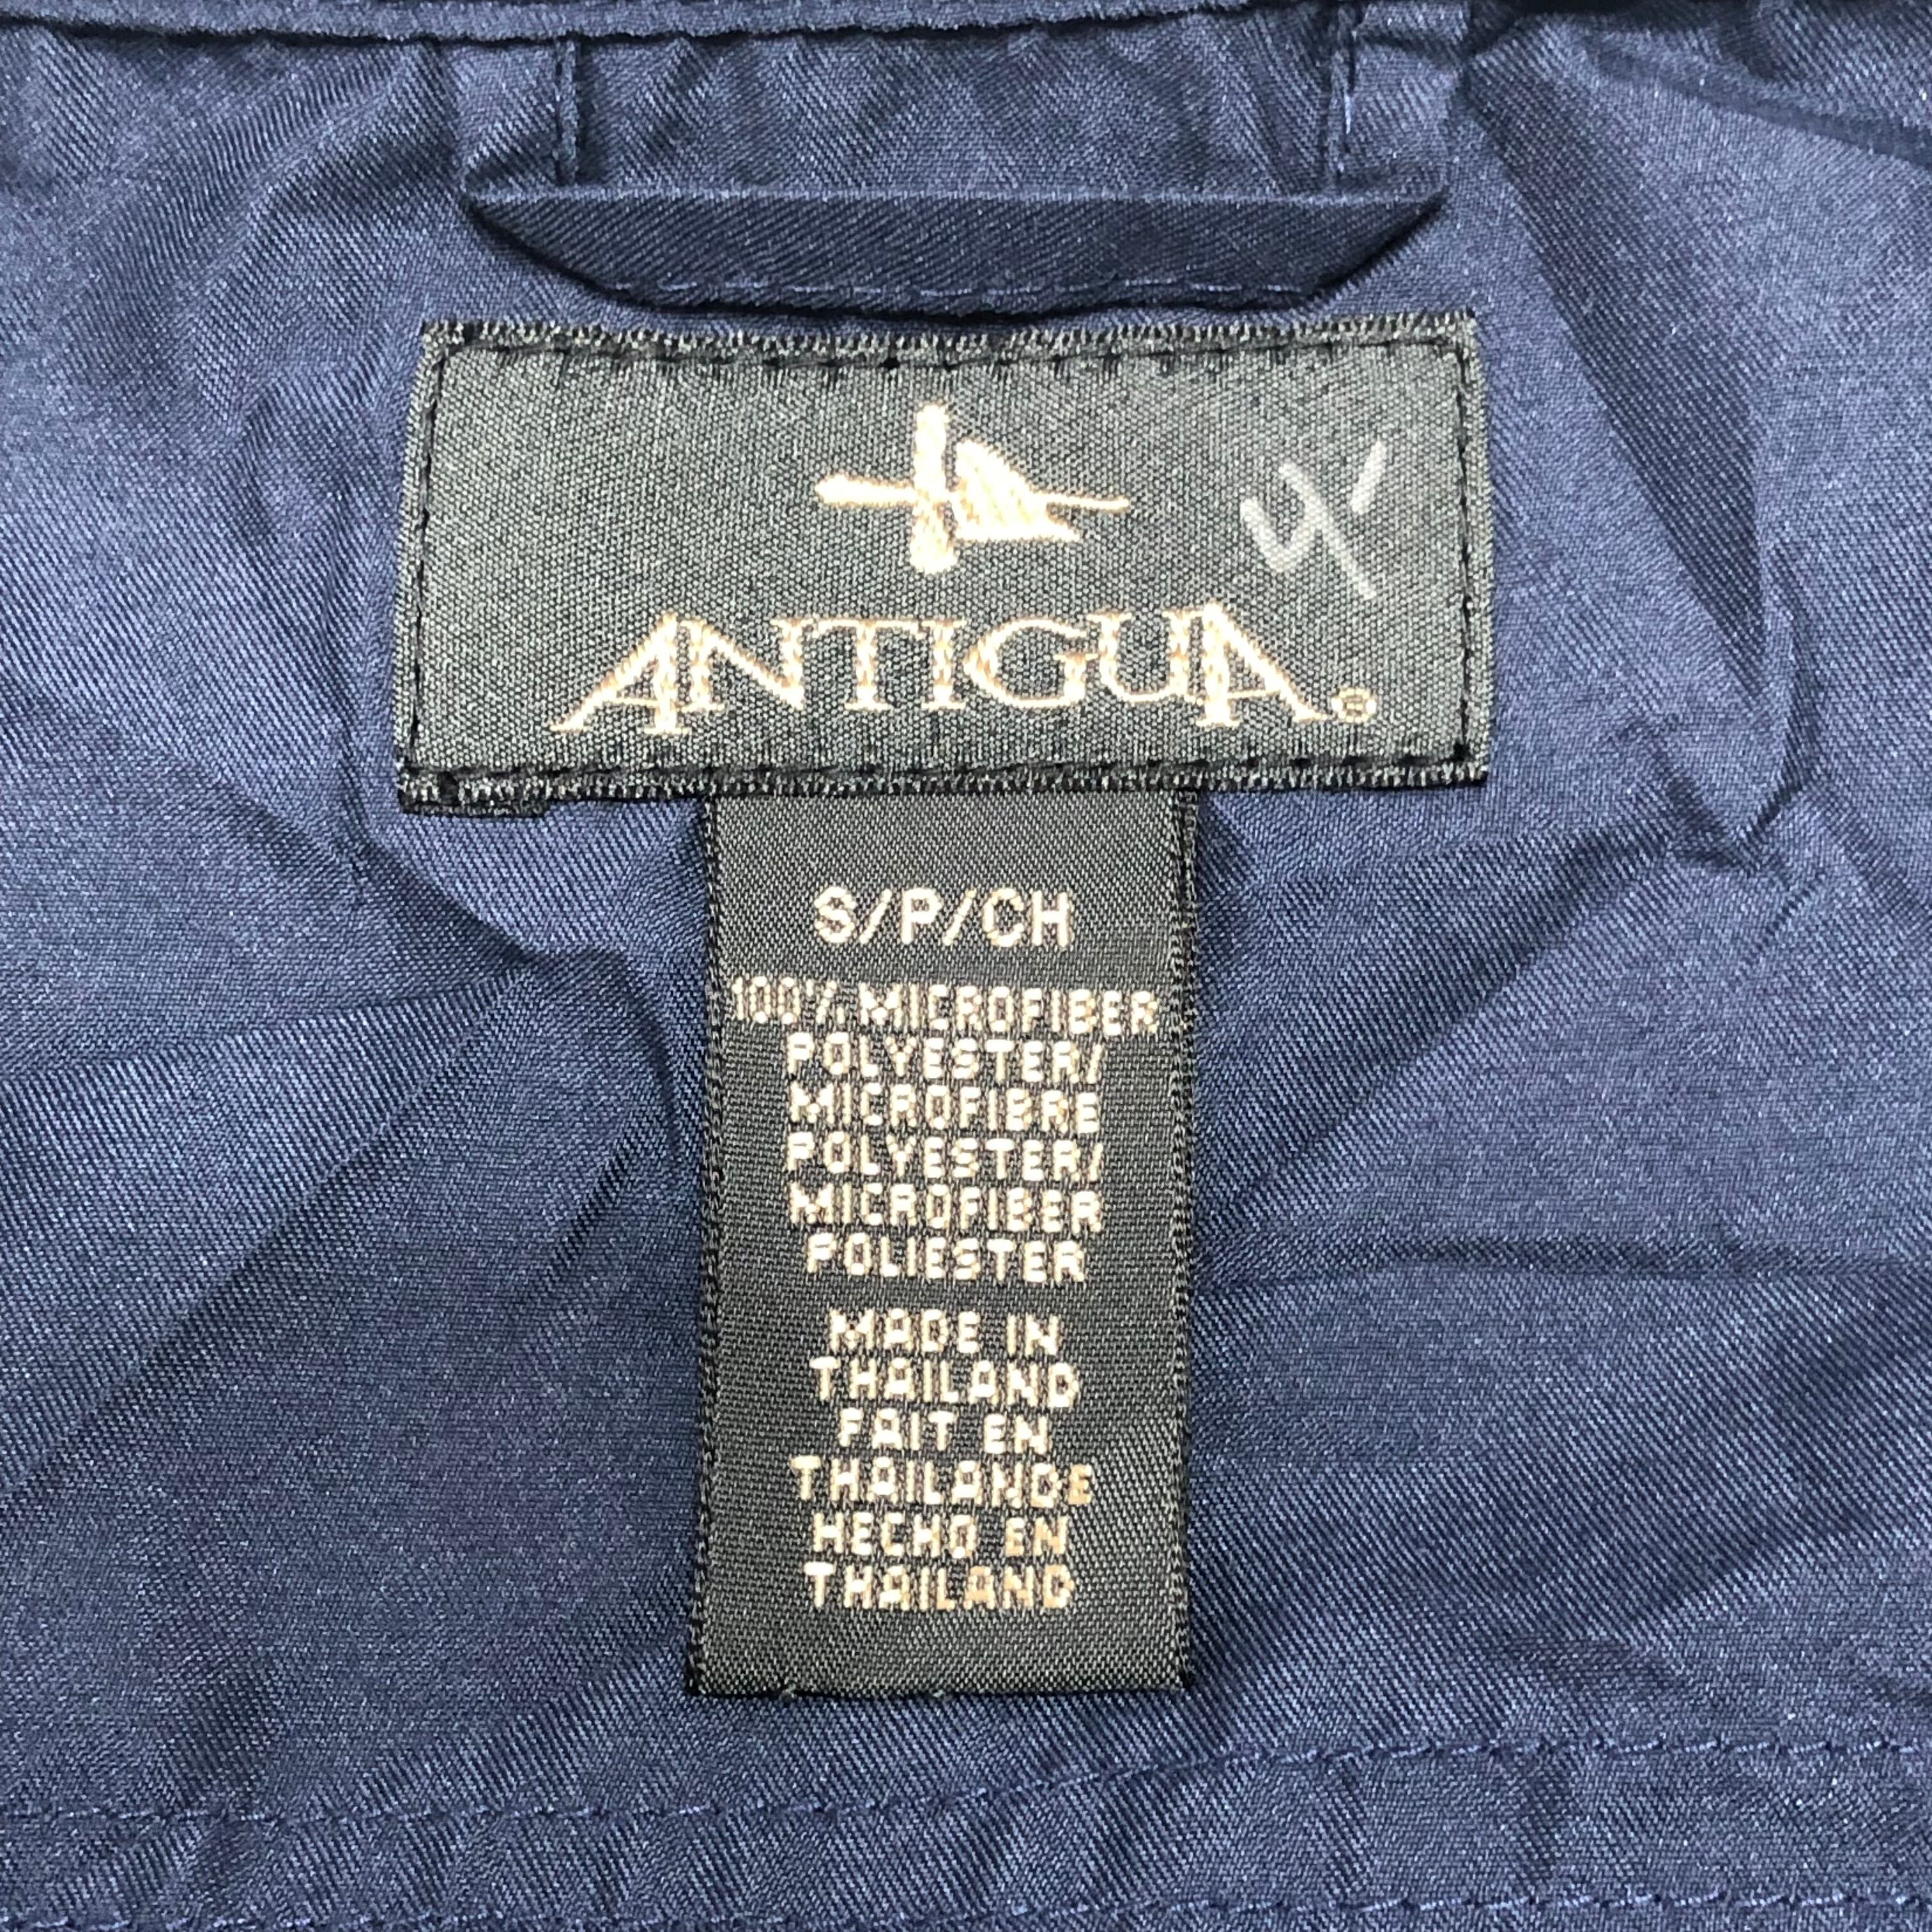 ANTIGUA®
S/P/CH
100% MICROFIBER
POLYESTER/
MICROFIBRE
POLYESTER/
MICROFIBER
POLIESTER
MADE IN
THAILAND
FAIT EN
THAILANDE
HECHO EN
THAILAND